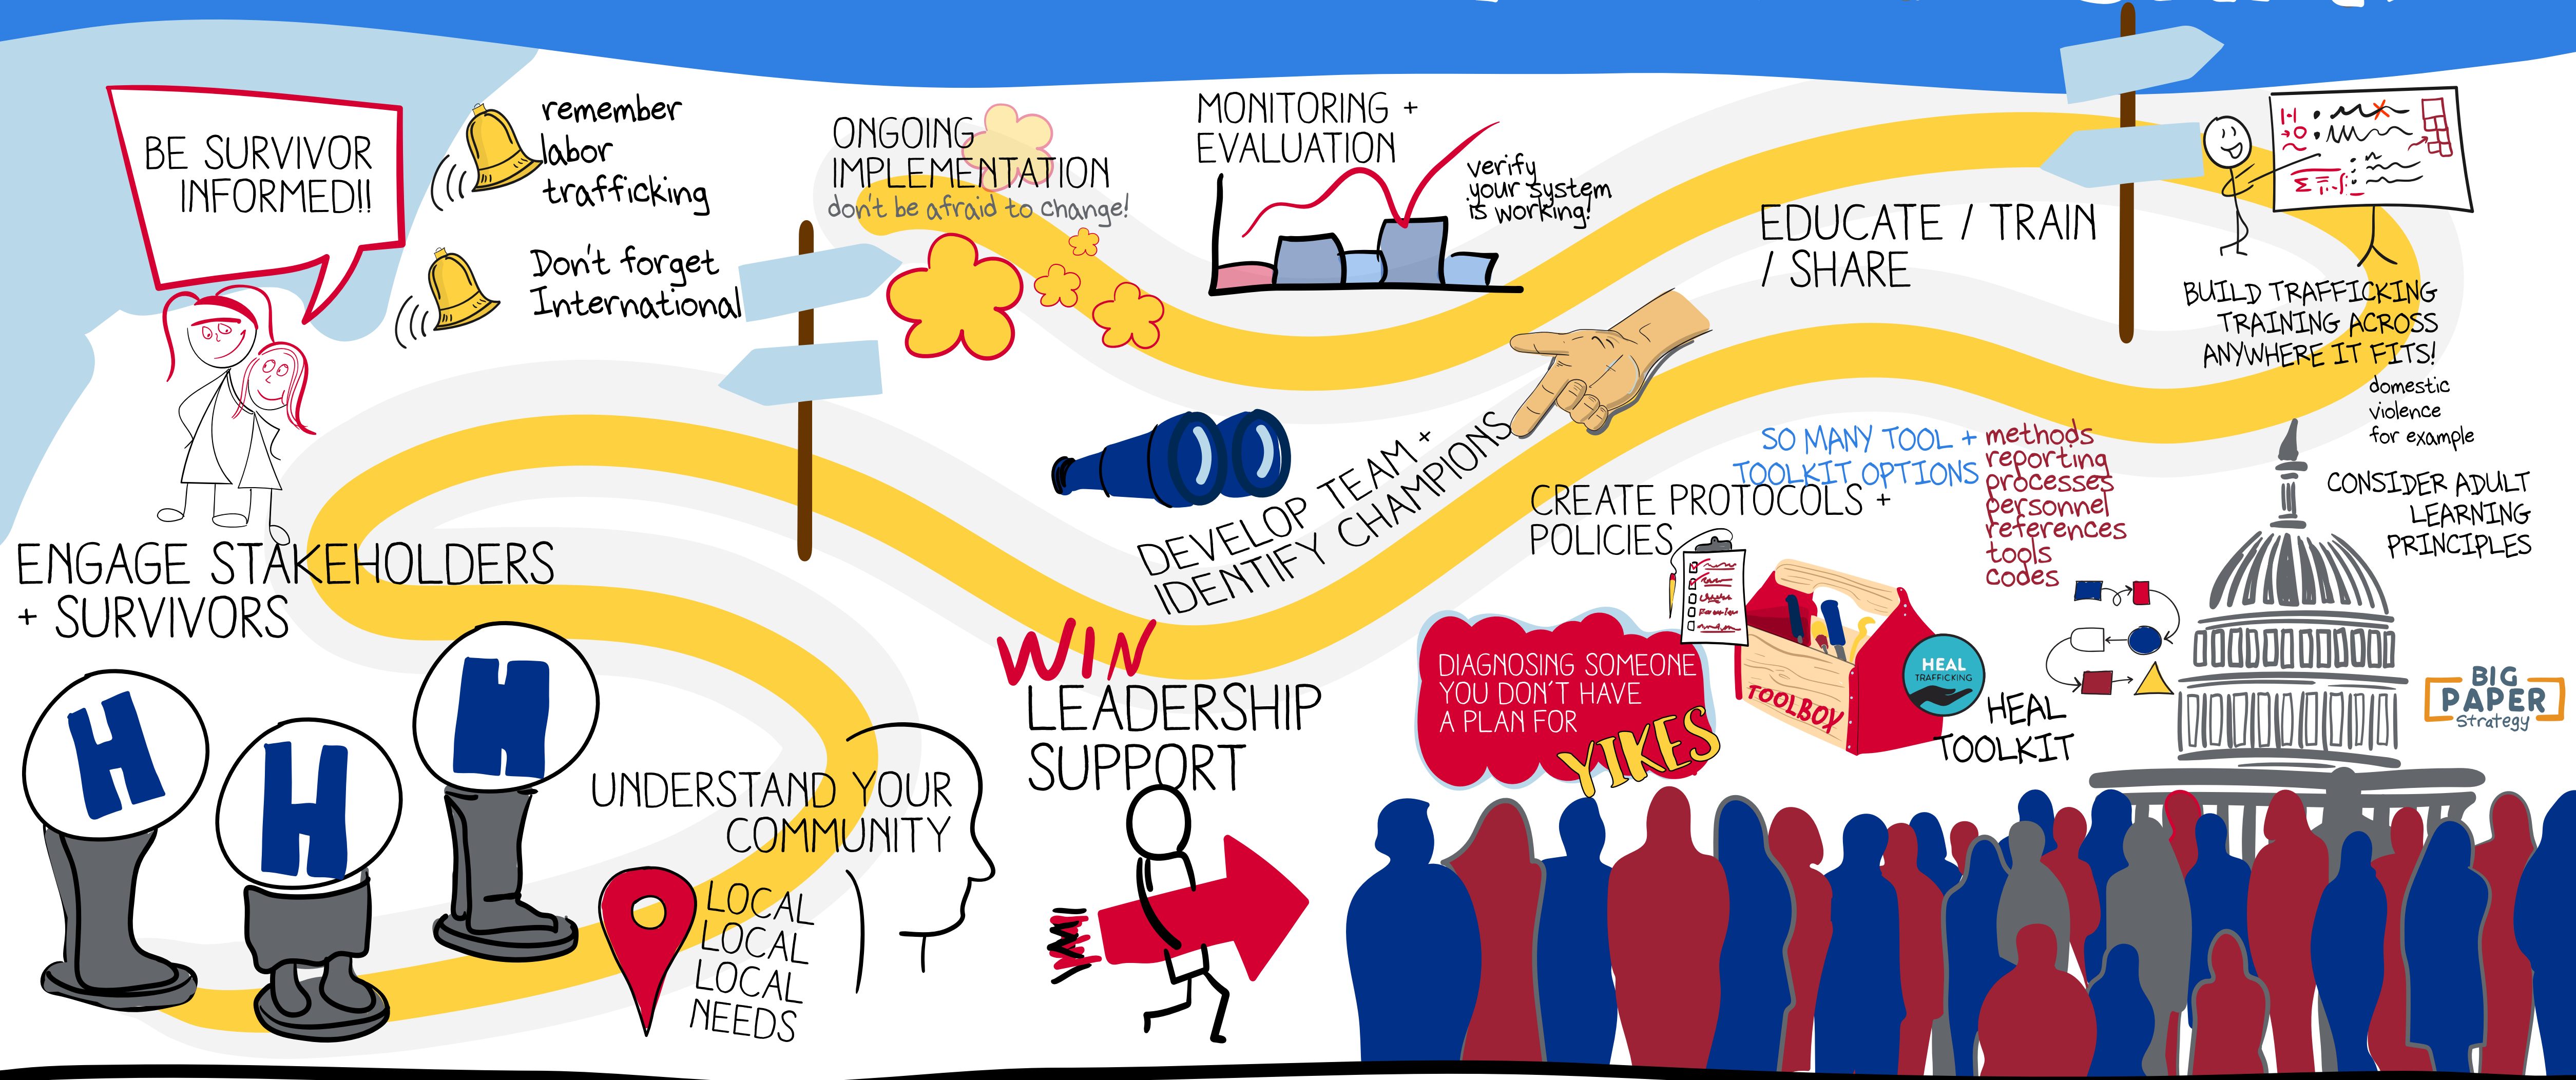 BE SURVIVOR
INFORMED!!
remember
labor
trafficking
Don't forget
International
ONGOING
IMPLEMENTATION
don't be afraid to change!
MONITORING +
EVALUATION
verify
your system
is working!
EDUCATE / TRAIN
/ SHARE
BUILD TRAFFICKING
TRAINING ACROSS
ANYWHERE IT FITS!
domestic
violence
for example
CONSIDER ADULT
LEARNING
PRINCIPLES
DEVELOP TEAM +
IDENTIFY CHAMPIONS
SO MANY TOOL +
TOOLKIT OPTIONS
methods
reporting
processes
personnel
references
tools
codes
CREATE PROTOCOLS +
POLICIES
ENGAGE STAKEHOLDERS
+ SURVIVORS
H
H
H
UNDERSTAND YOUR
COMMUNITY
LOCAL
LOCAL
LOCAL
NEEDS
WIN
LEADERSHIP
SUPPORT
DIAGNOSING SOMEONE
YOU DON'T HAVE
A PLAN FOR
YIKES
TOOLBOX
HEAL
TRAFFICKING
HEAL
TOOLKIT
BIG
PAPER
Strategy